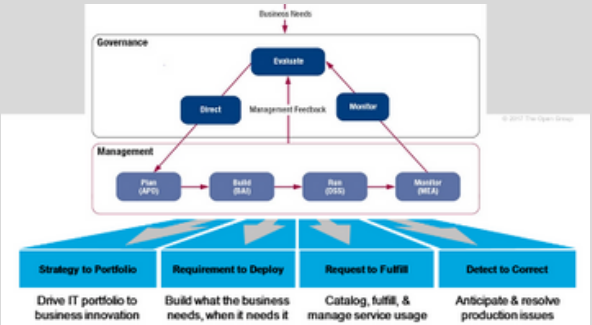 Business Needs
Governance
Evaluate
Direct
Management Feedback
Monitor
© 2017 The Open Group
Management
Plan
(APO)
Build
(BAI)
Run
(DSS)
Monitor
(MEA)
Strategy to Portfolio
Requirement to Deploy
Request to Fulfill
Detect to Correct
Drive IT portfolio to
business innovation
Build what the business
needs, when it needs it
Catalog, fulfill, &
manage service usage
Anticipate & resolve
production issues